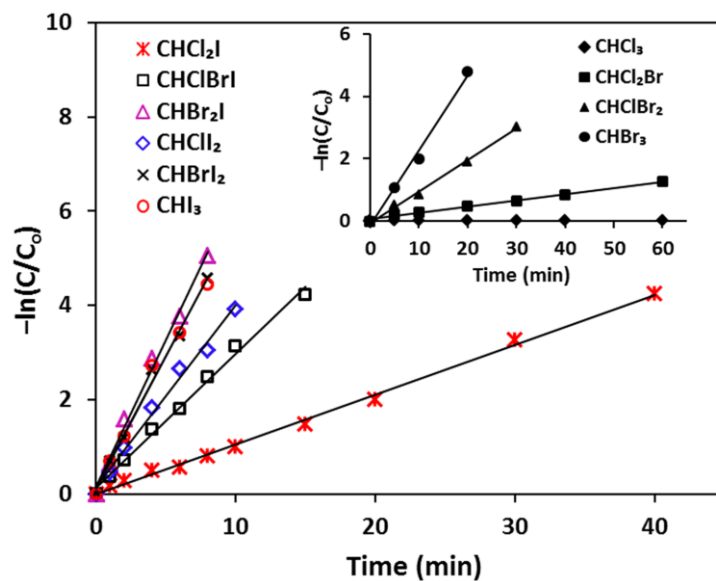 10
8
6
4
2
0
0
10
20
30
40
Time (min)
–ln(C/Cₒ)
CHCl₂I
CHClBrI
CHBr₂I
CHClI₂
CHBrI₂
CHI₃
6
4
2
0
0
10
20
30
40
50
60
Time (min)
–ln(C/Cₒ)
CHCl₃
CHCl₂Br
CHClBr₂
CHBr₃